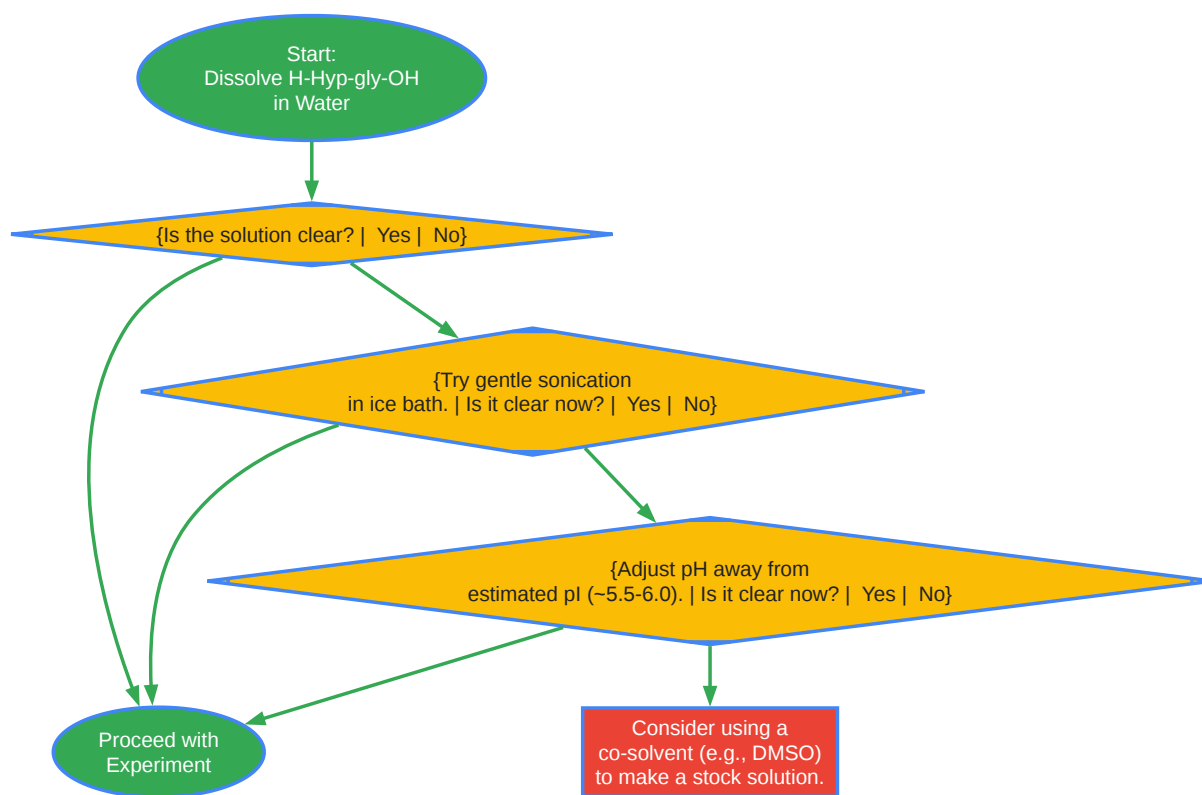 Start:
Dissolve H-Hyp-gly-OH
in Water
{Is the solution clear? | Yes | No}
{Try gentle sonication
in ice bath. | Is it clear now? | Yes | No}
{Adjust pH away from
estimated pI (~5.5-6.0). | Is it clear now? | Yes | No}
Proceed with
Experiment
Consider using a
co-solvent (e.g., DMSO)
to make a stock solution.